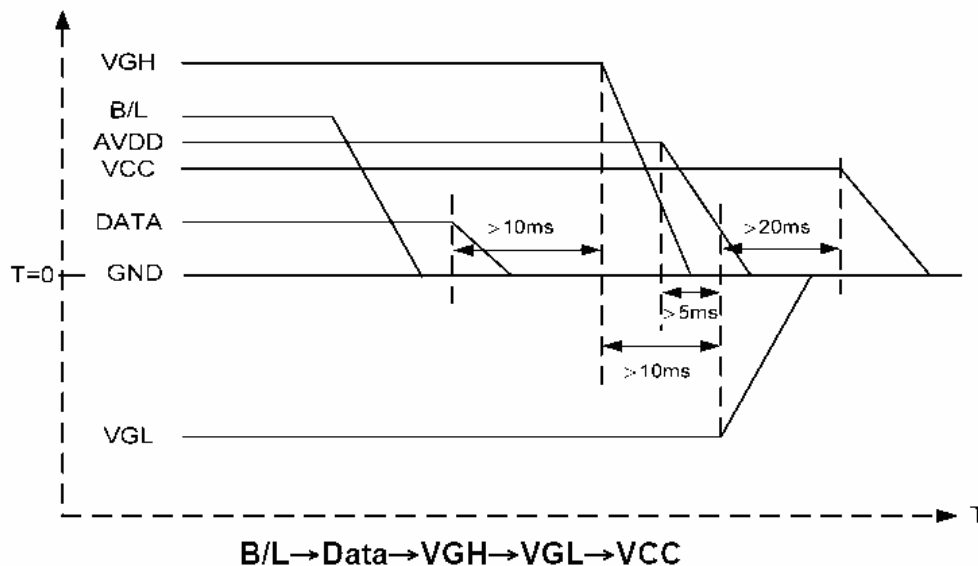 VGH
B/L
AVDD
VCC
DATA
>10ms
>20ms
T=0
GND
>5ms
>10ms
VGL
T
B/L→Data→VGH→VGL→VCC